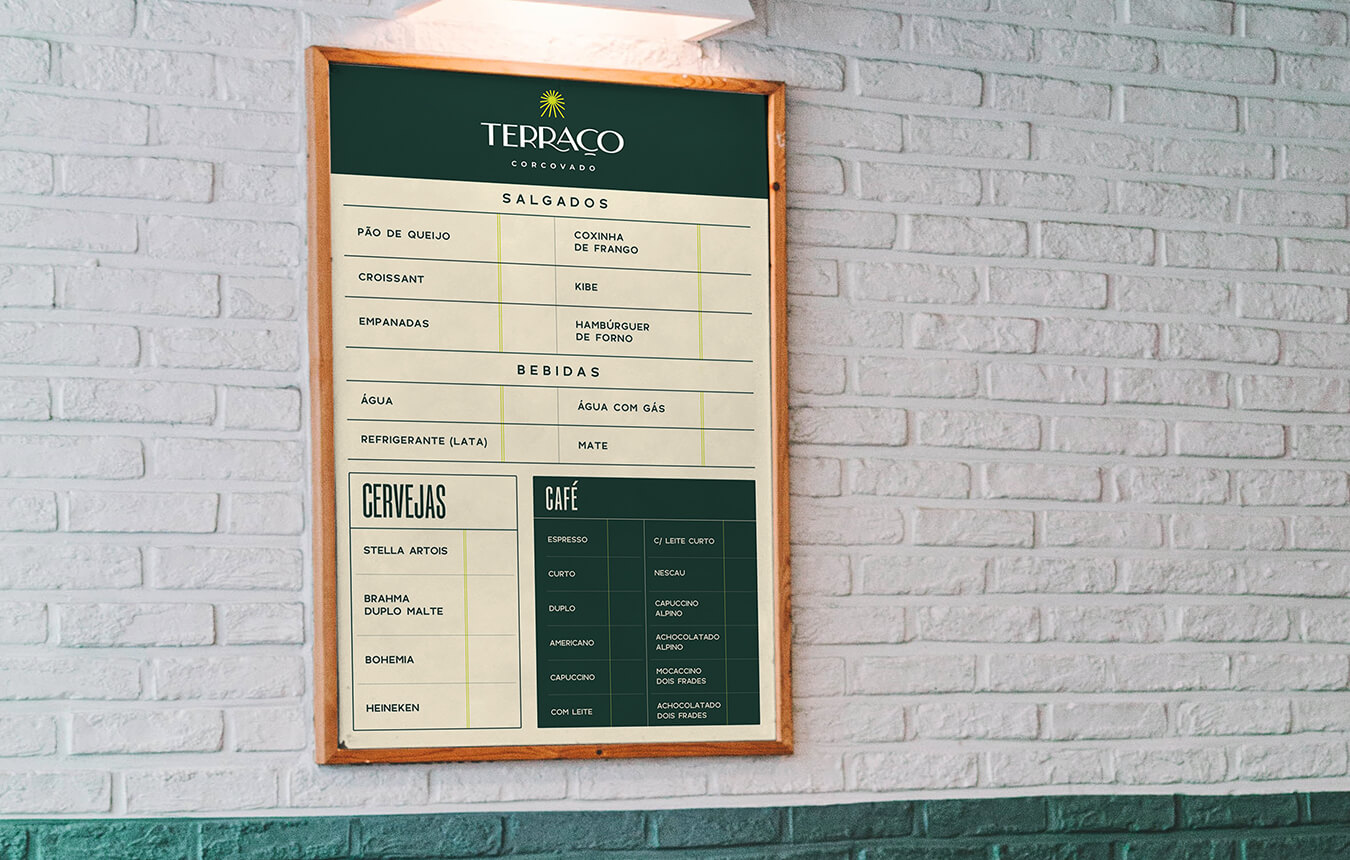 TERRAÇO
CORCOVADO
SALGADOS
PÃO DE QUEIJO
COXINHA
DE FRANGO
CROISSANT
KIBE
EMPANADAS
HAMBÚRGUER
DE FORNO
BEBIDAS
ÁGUA
ÁGUA COM GÁS
REFRIGERANTE (LATA)
MATE
CERVEJAS
STELLA ARTOIS
BRAHMA
DUPLO MALTE
BOHEMIA
HEINEKEN
CAFÉ
ESPRESSO
C/ LEITE CURTO
CURTO
NESCAU
DUPLO
CAPUCCINO
ALPINO
AMERICANO
ACHOCOLATADO
ALPINO
CAPUCCINO
MOCACCINO
DOIS FRADES
COM LEITE
ACHOCOLATADO
DOIS FRADES